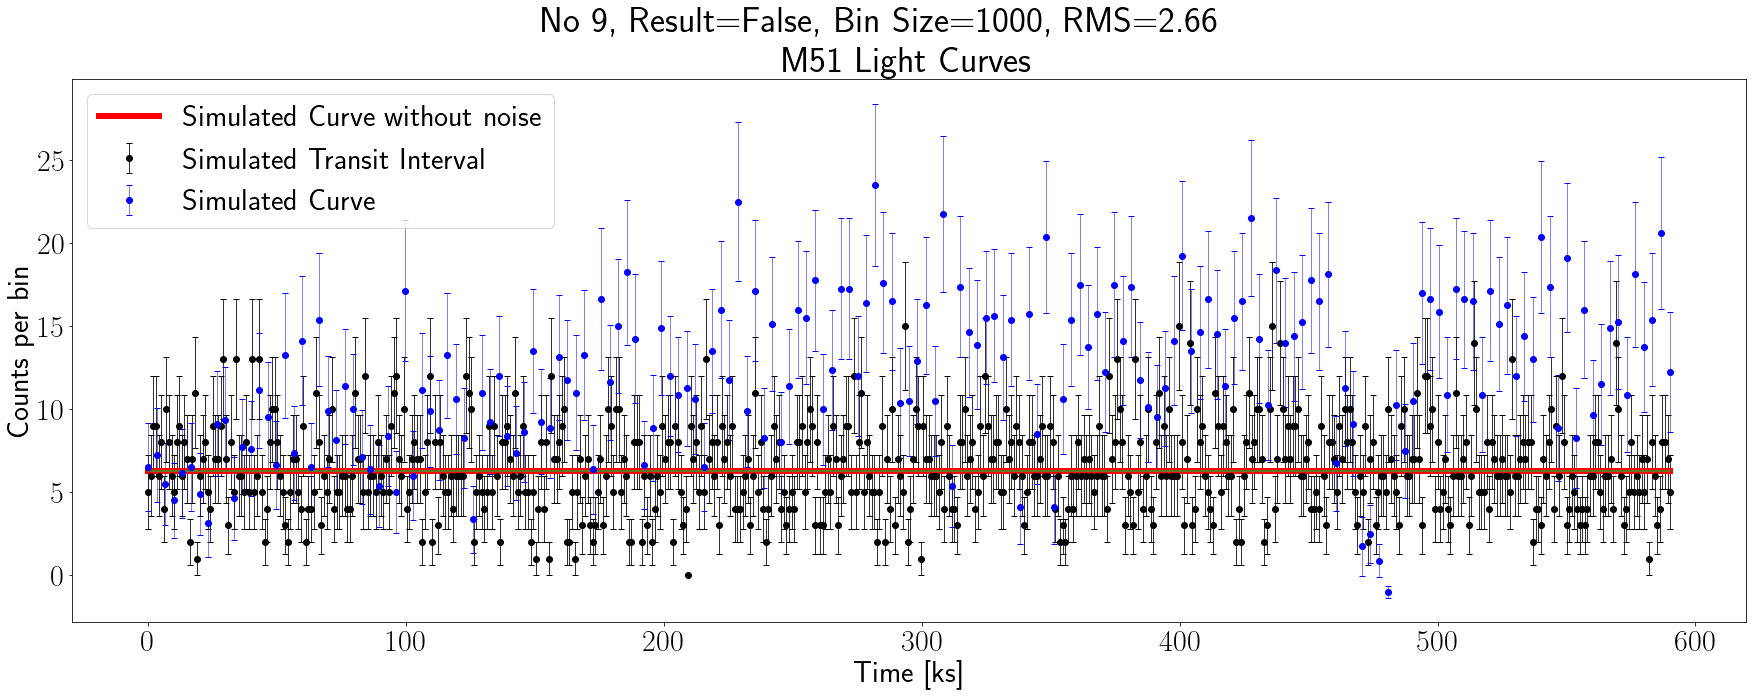 No 9, Result=False, Bin Size=1000, RMS=2.66
M51 Light Curves
Simulated Curve without noise
Simulated Transit Interval
Simulated Curve
Counts per bin
25
20
15
10
5
0
0 100 200 300 400 500 600
Time [ks]